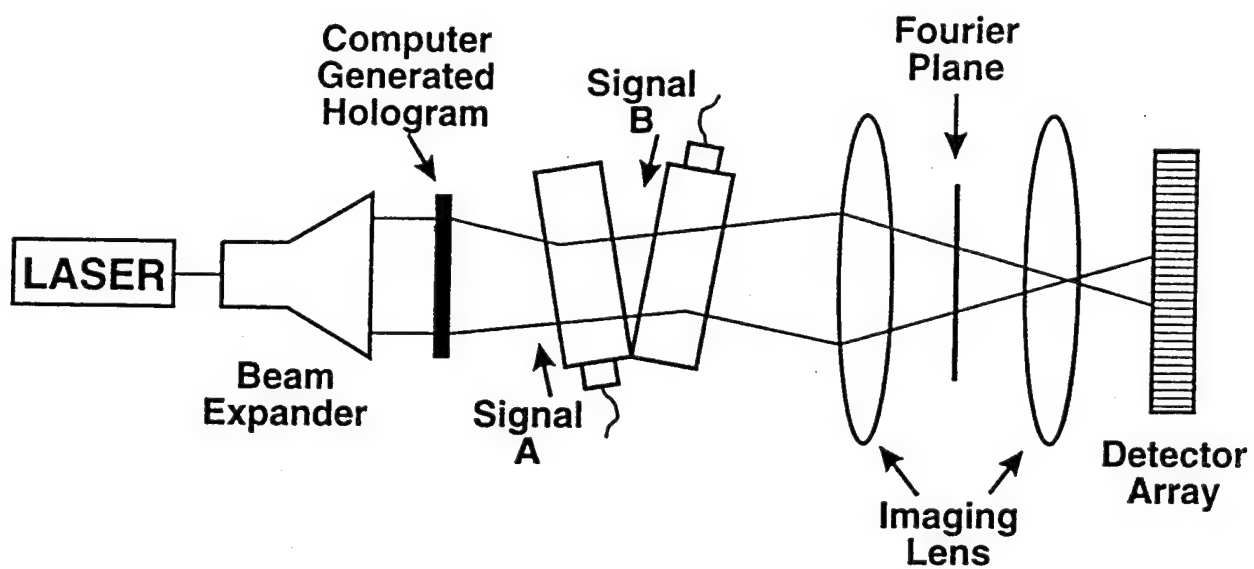 Computer
Generated
Hologram
Signal
B
Fourier
Plane
LASER
Beam
Expander
Signal
A
Imaging
Lens
Detector
Array